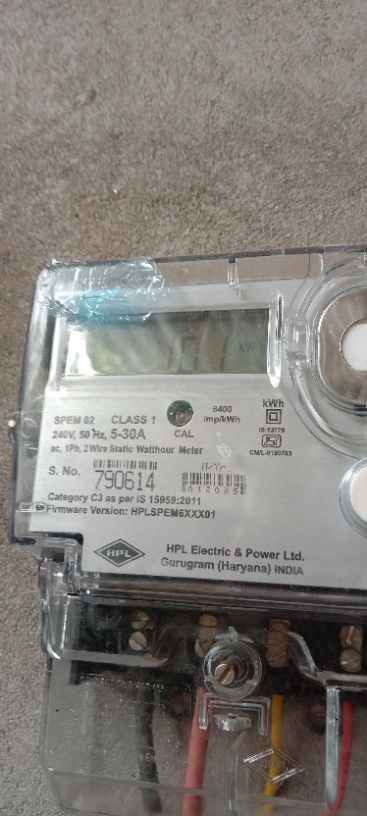 kWh
SPEM 02 CLASS 1
6400 imp/kWh
kWh
240V, 50 Hz, 5-30A
CAL
IS:13779
ac, 1Ph, 2 Wire Static Watthour Meter
S. No. 790614
Category C3 as per IS 15959:2011
Firmware Version: HPLSPEM6XXX01
HPL
HPL Electric & Power Ltd.
Gurugram (Haryana) INDIA